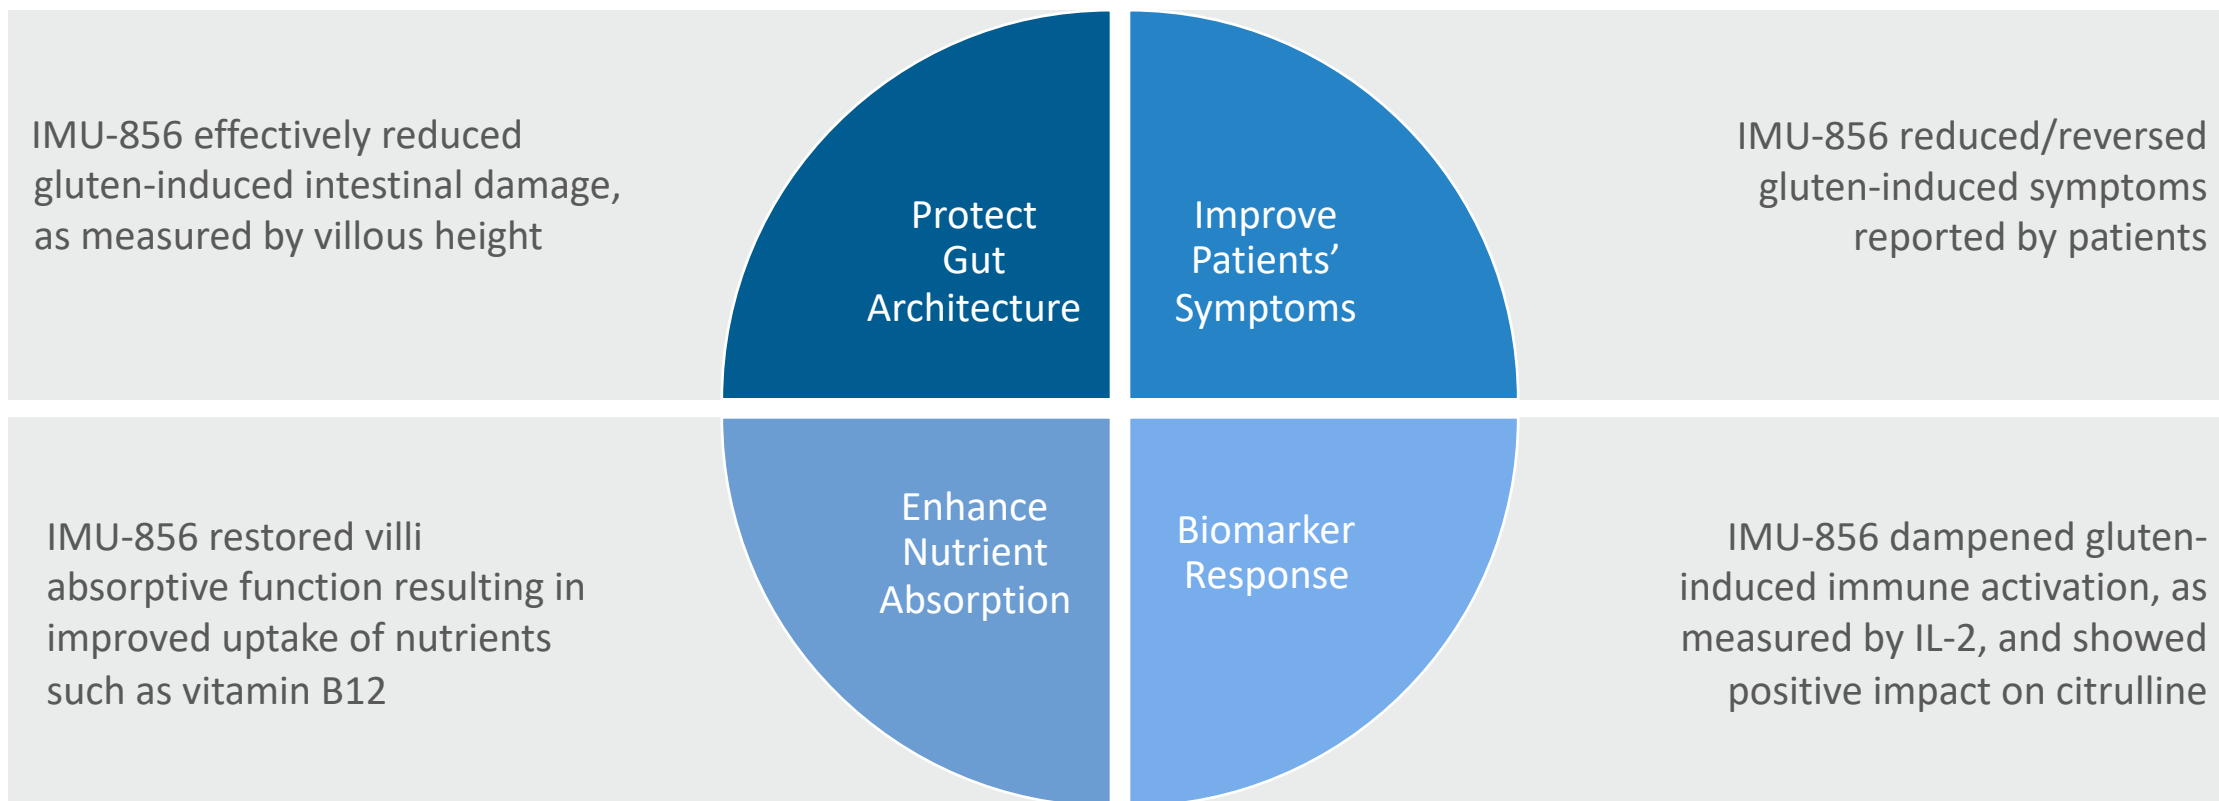 IMU-856 effectively reduced
gluten-induced intestinal damage,
as measured by villous height
Protect
Gut
Architecture
Improve
Patients’
Symptoms
IMU-856 reduced/reversed
gluten-induced symptoms
reported by patients
IMU-856 restored villi
absorptive function resulting in
improved uptake of nutrients
such as vitamin B12
Enhance
Nutrient
Absorption
Biomarker
Response
IMU-856 dampened gluten-
induced immune activation, as
measured by IL-2, and showed
positive impact on citrulline